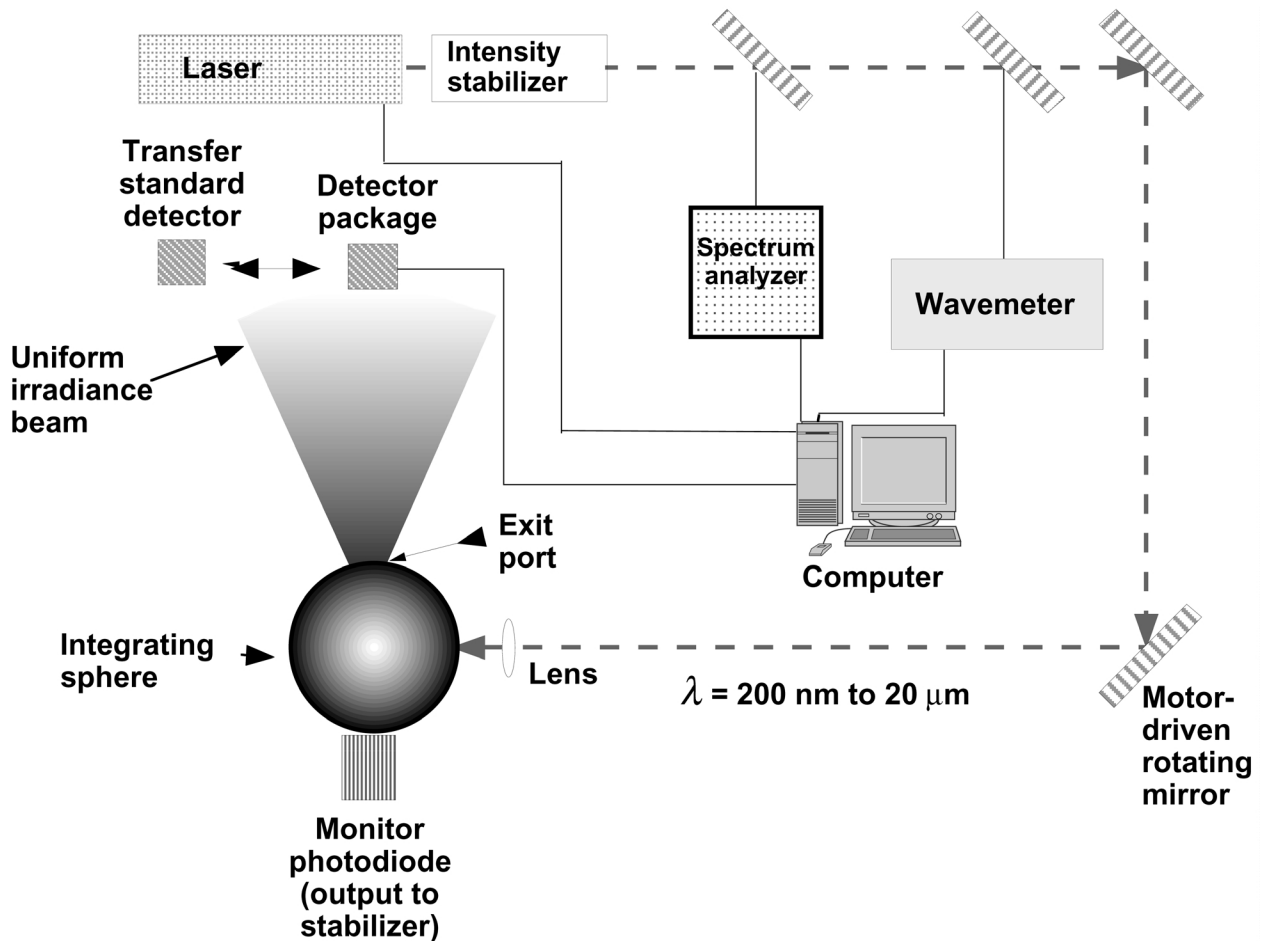 Laser
Intensity
stabilizer
Transfer
standard
detector
Detector
package
Spectrum
analyzer
Wavemeter
Uniform
irradiance
beam
Exit
port
Computer
Integrating
sphere
Lens
λ = 200 nm to 20 μm
Motor-
driven
rotating
mirror
Monitor
photodiode
(output to
stabilizer)